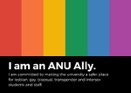 I am an ANU Ally.
I am committed to making the university a safer place
for lesbian, gay, bisexual, transgender and intersex
students and staff.